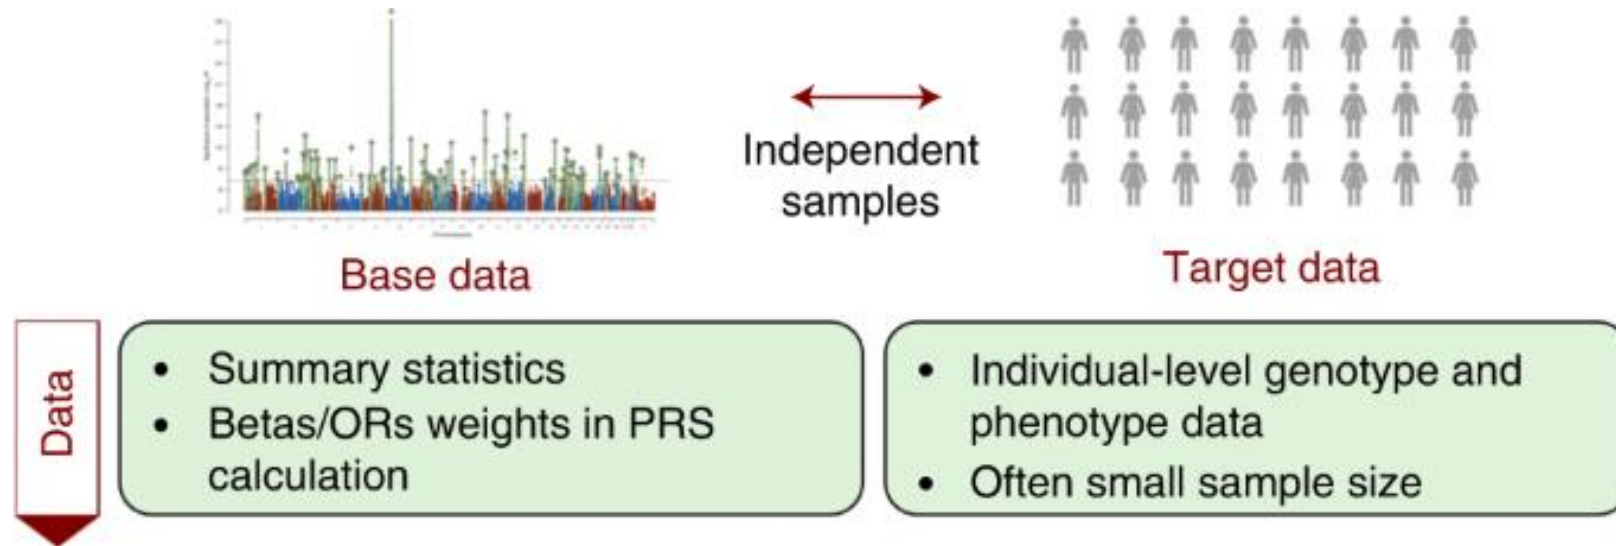 Independent
samples
Base data
Target data
Data
• Summary statistics
• Betas/ORs weights in PRS
calculation
• Individual-level genotype and
phenotype data
• Often small sample size